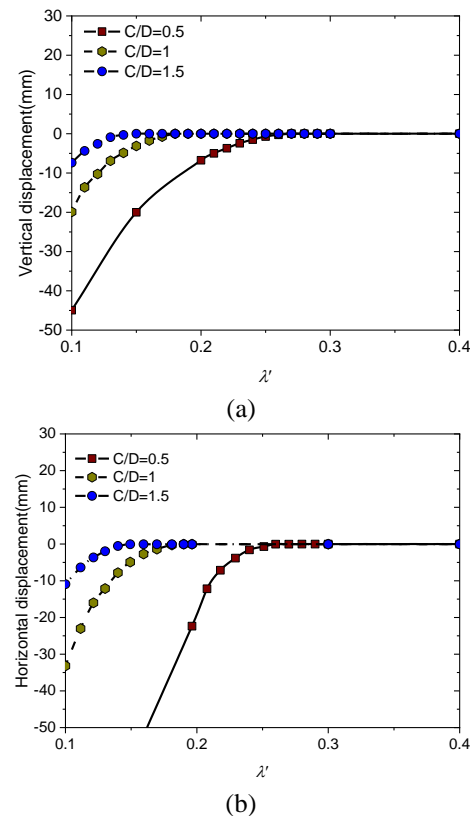 30
20
10
0
-10
-20
-30
-40
-50
Vertical displacement(mm)
C/D=0.5
C/D=1
C/D=1.5
0.1 0.2 0.3 0.4
λ'
(a)
30
20
10
0
-10
-20
-30
-40
-50
Horizontal displacement(mm)
C/D=0.5
C/D=1
C/D=1.5
0.1 0.2 0.3 0.4
λ'
(b)